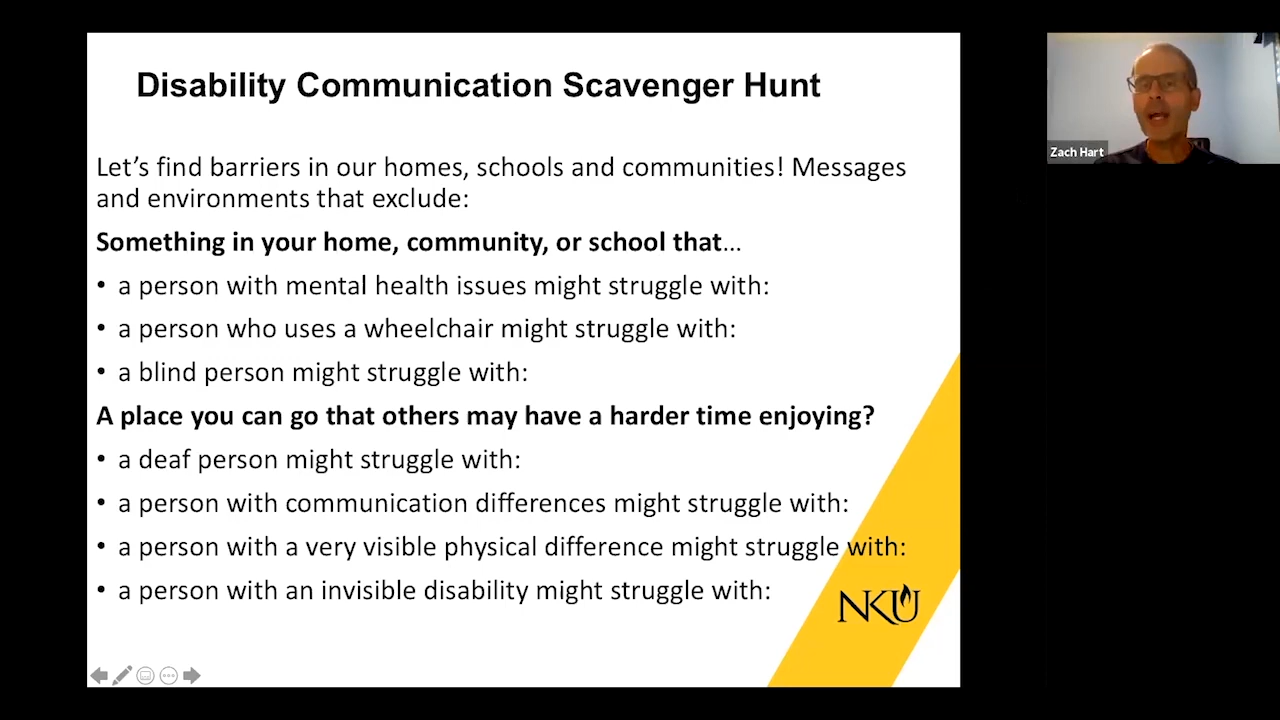 Disability Communication Scavenger Hunt
Let’s find barriers in our homes, schools and communities! Messages
and environments that exclude:
Something in your home, community, or school that…
• a person with mental health issues might struggle with:
• a person who uses a wheelchair might struggle with:
• a blind person might struggle with:
A place you can go that others may have a harder time enjoying?
• a deaf person might struggle with:
• a person with communication differences might struggle with:
• a person with a very visible physical difference might struggle with:
• a person with an invisible disability might struggle with:
NKU
Zach Hart